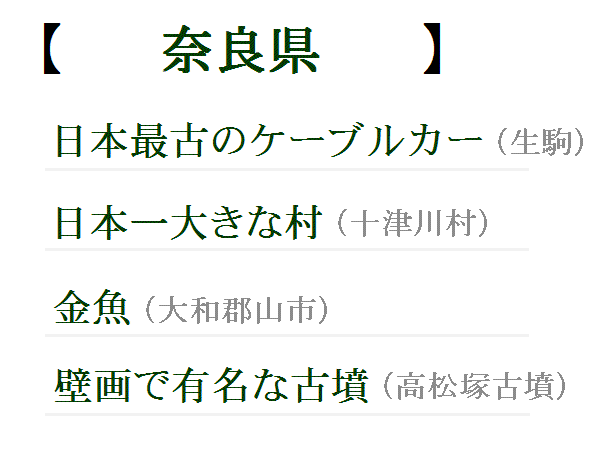 【　奈良県　】
日本最古のケーブルカー（生駒）
日本一大きな村（十津川村）
金魚（大和郡山市）
壁画で有名な古墳（高松塚古墳）